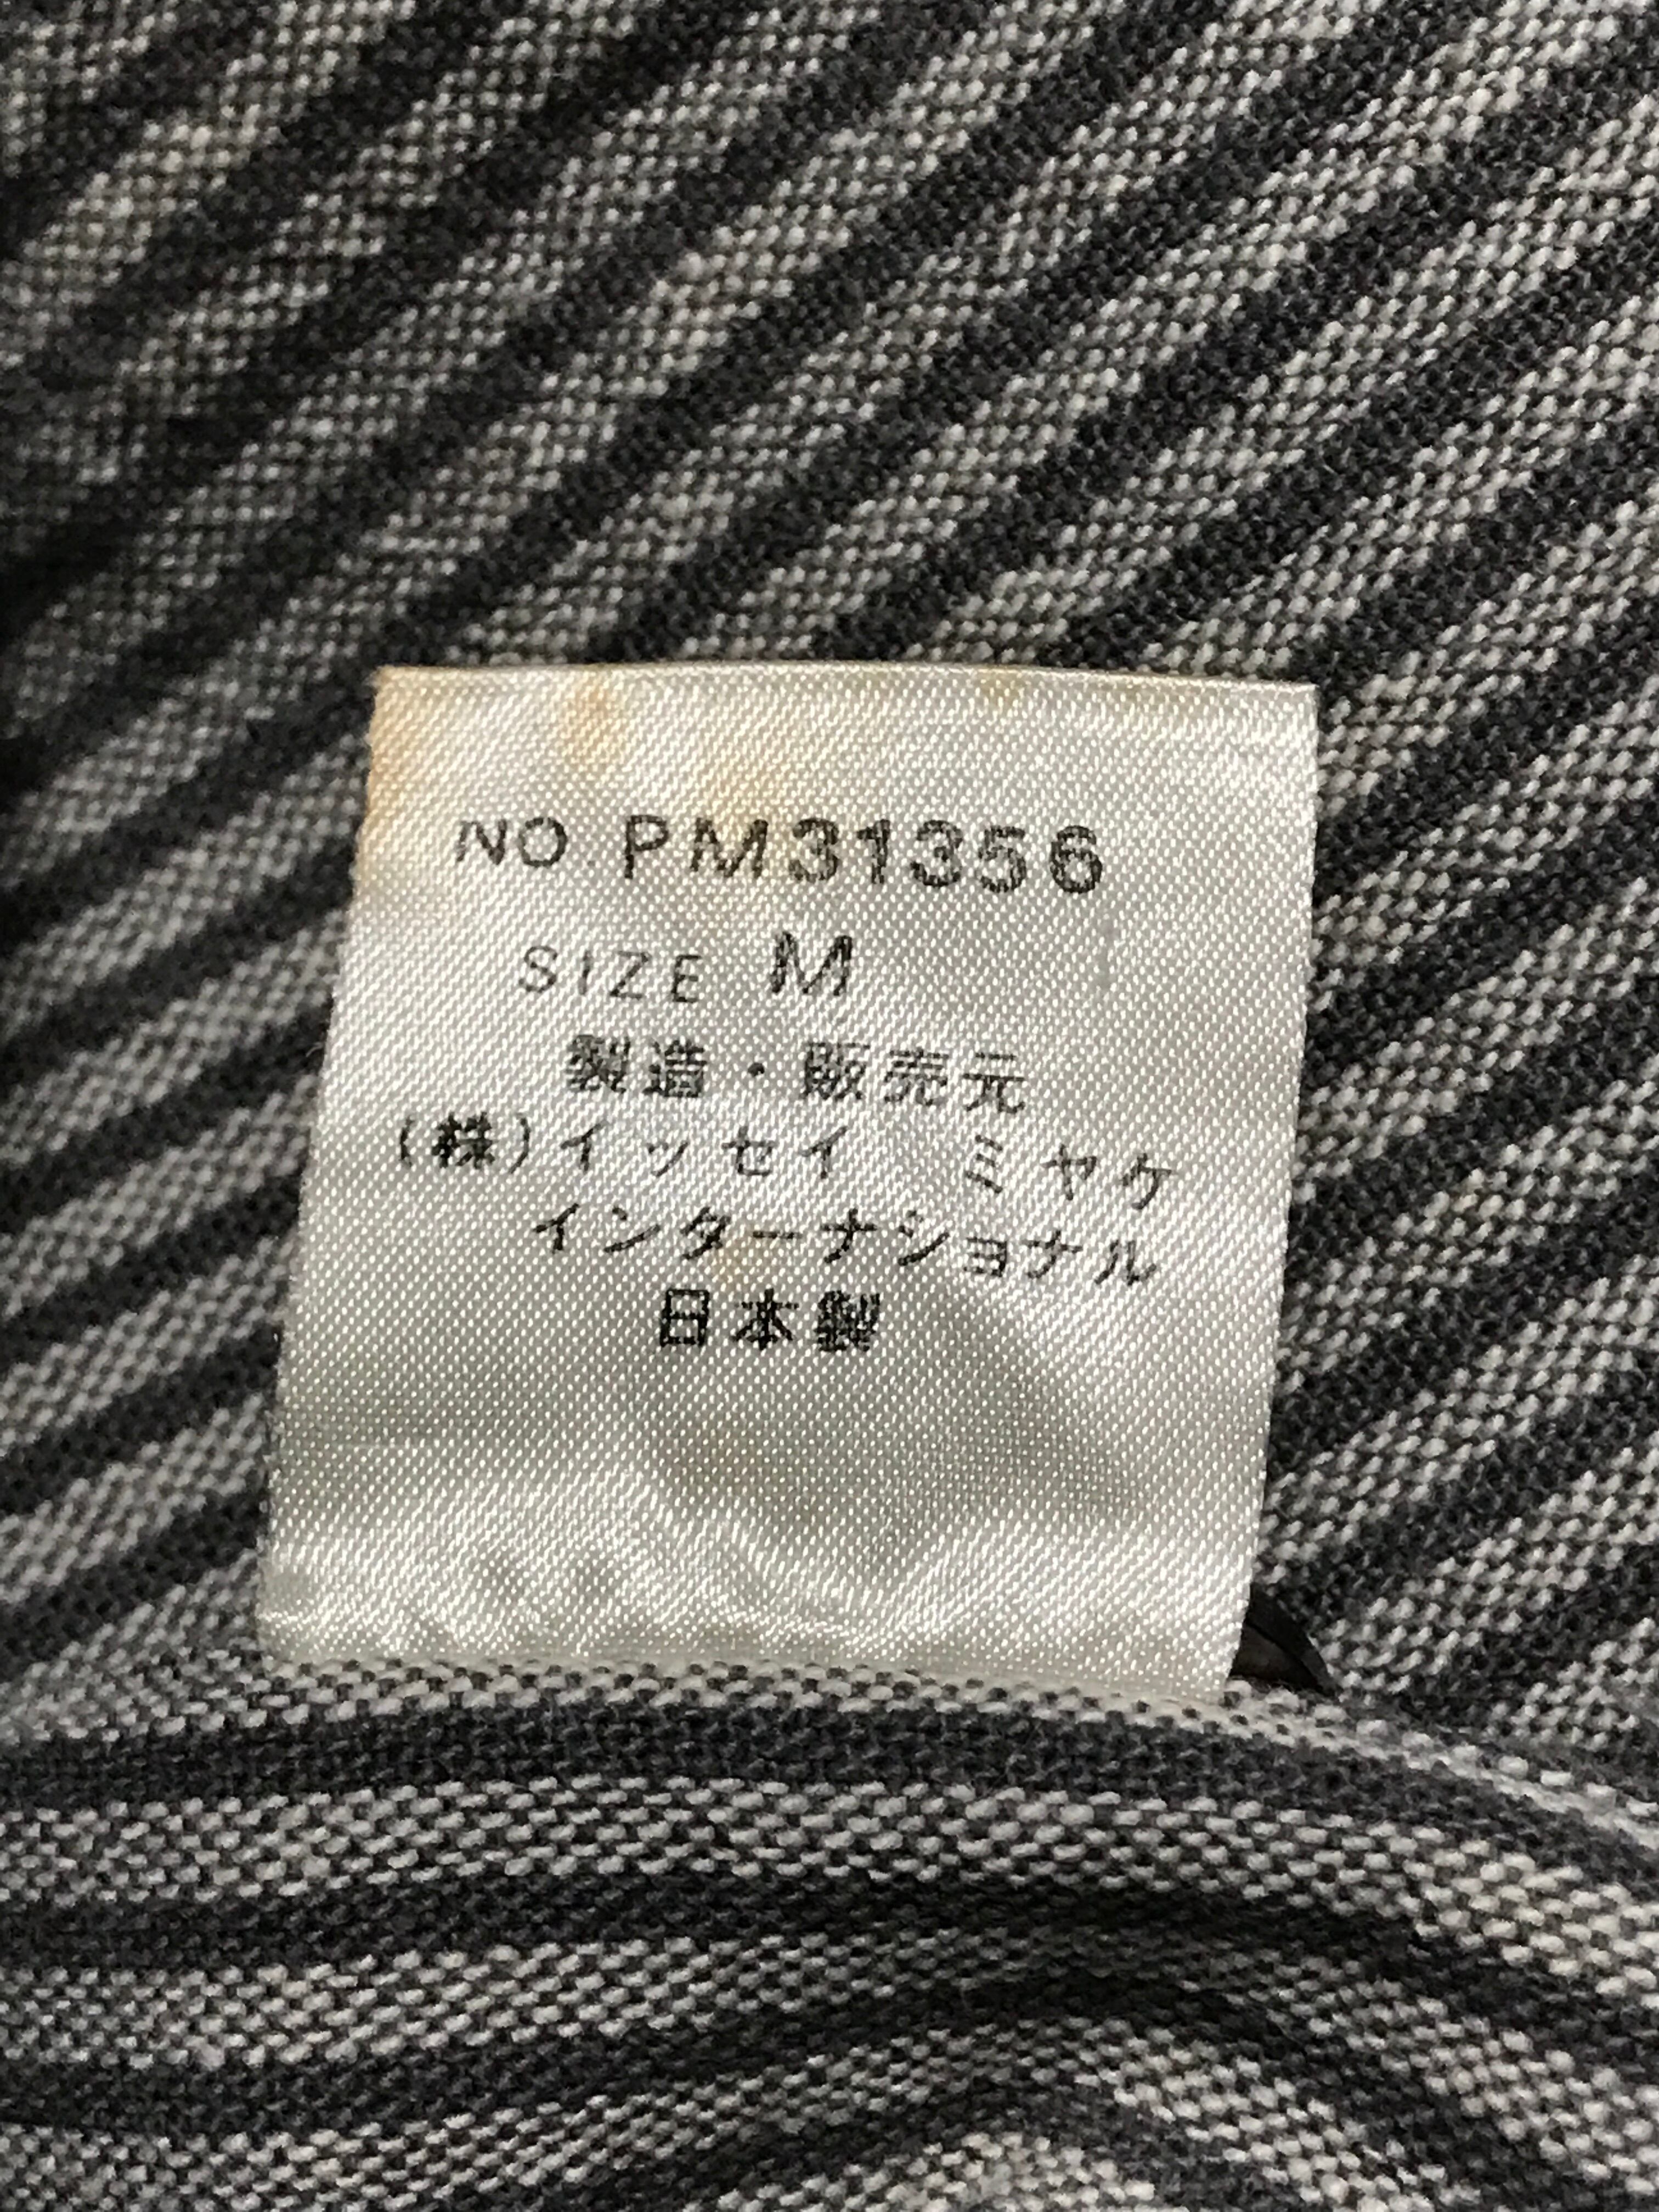 NO. PM31356
SIZE M
製造・販売元
(株)イッセイ ミヤケ
インターナショナル
日本製